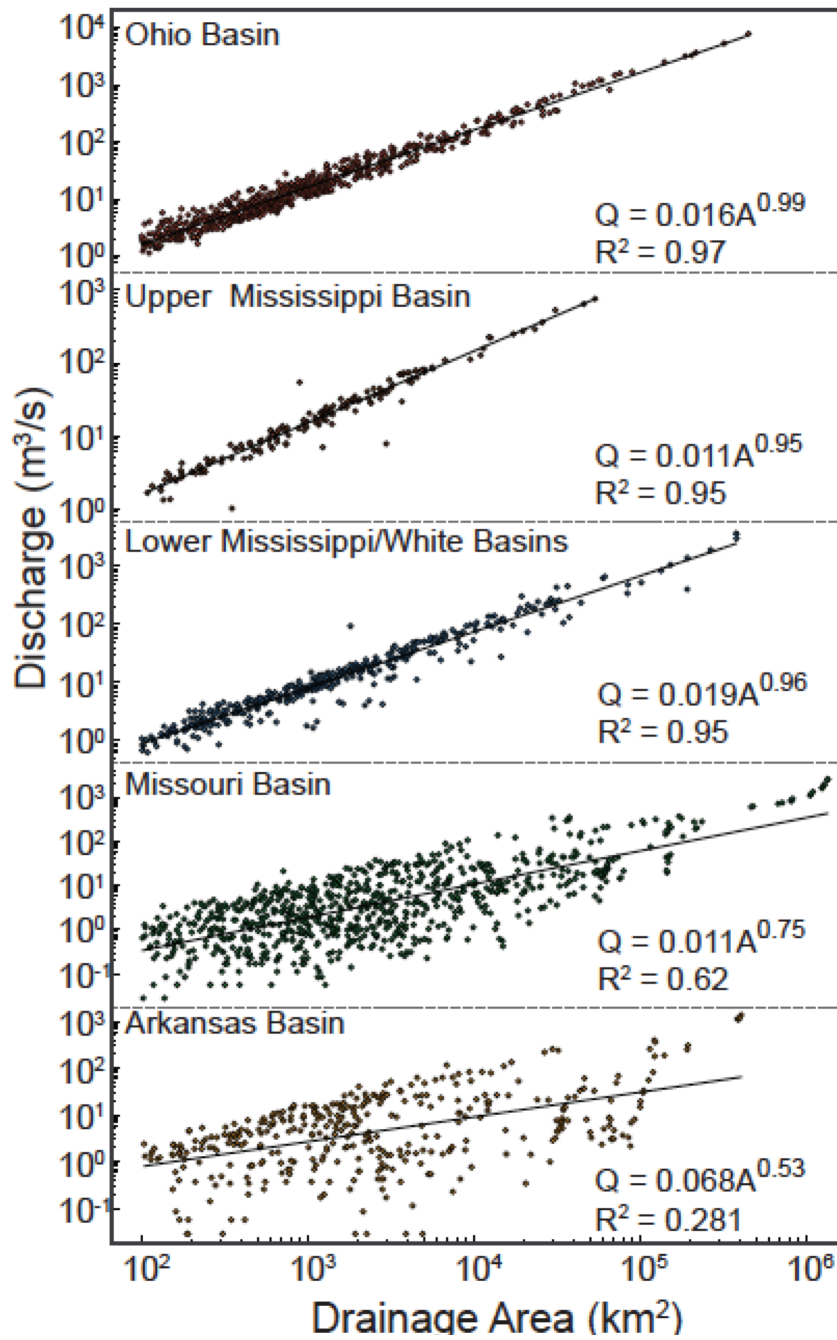 Discharge (m³/s)
10⁴
10³
10²
10¹
10⁰
Ohio Basin
Q = 0.016A^0.99
R² = 0.97
10³
10²
10¹
10⁰
Upper Mississippi Basin
Q = 0.011A^0.95
R² = 0.95
10³
10²
10¹
10⁰
Lower Mississippi/White Basins
Q = 0.019A^0.96
R² = 0.95
10³
10²
10¹
10⁰
10⁻¹
Missouri Basin
Q = 0.011A^0.75
R² = 0.62
10³
10²
10¹
10⁰
10⁻¹
Arkansas Basin
Q = 0.068A^0.53
R² = 0.281
10² 10³ 10⁴ 10⁵ 10⁶
Drainage Area (km²)